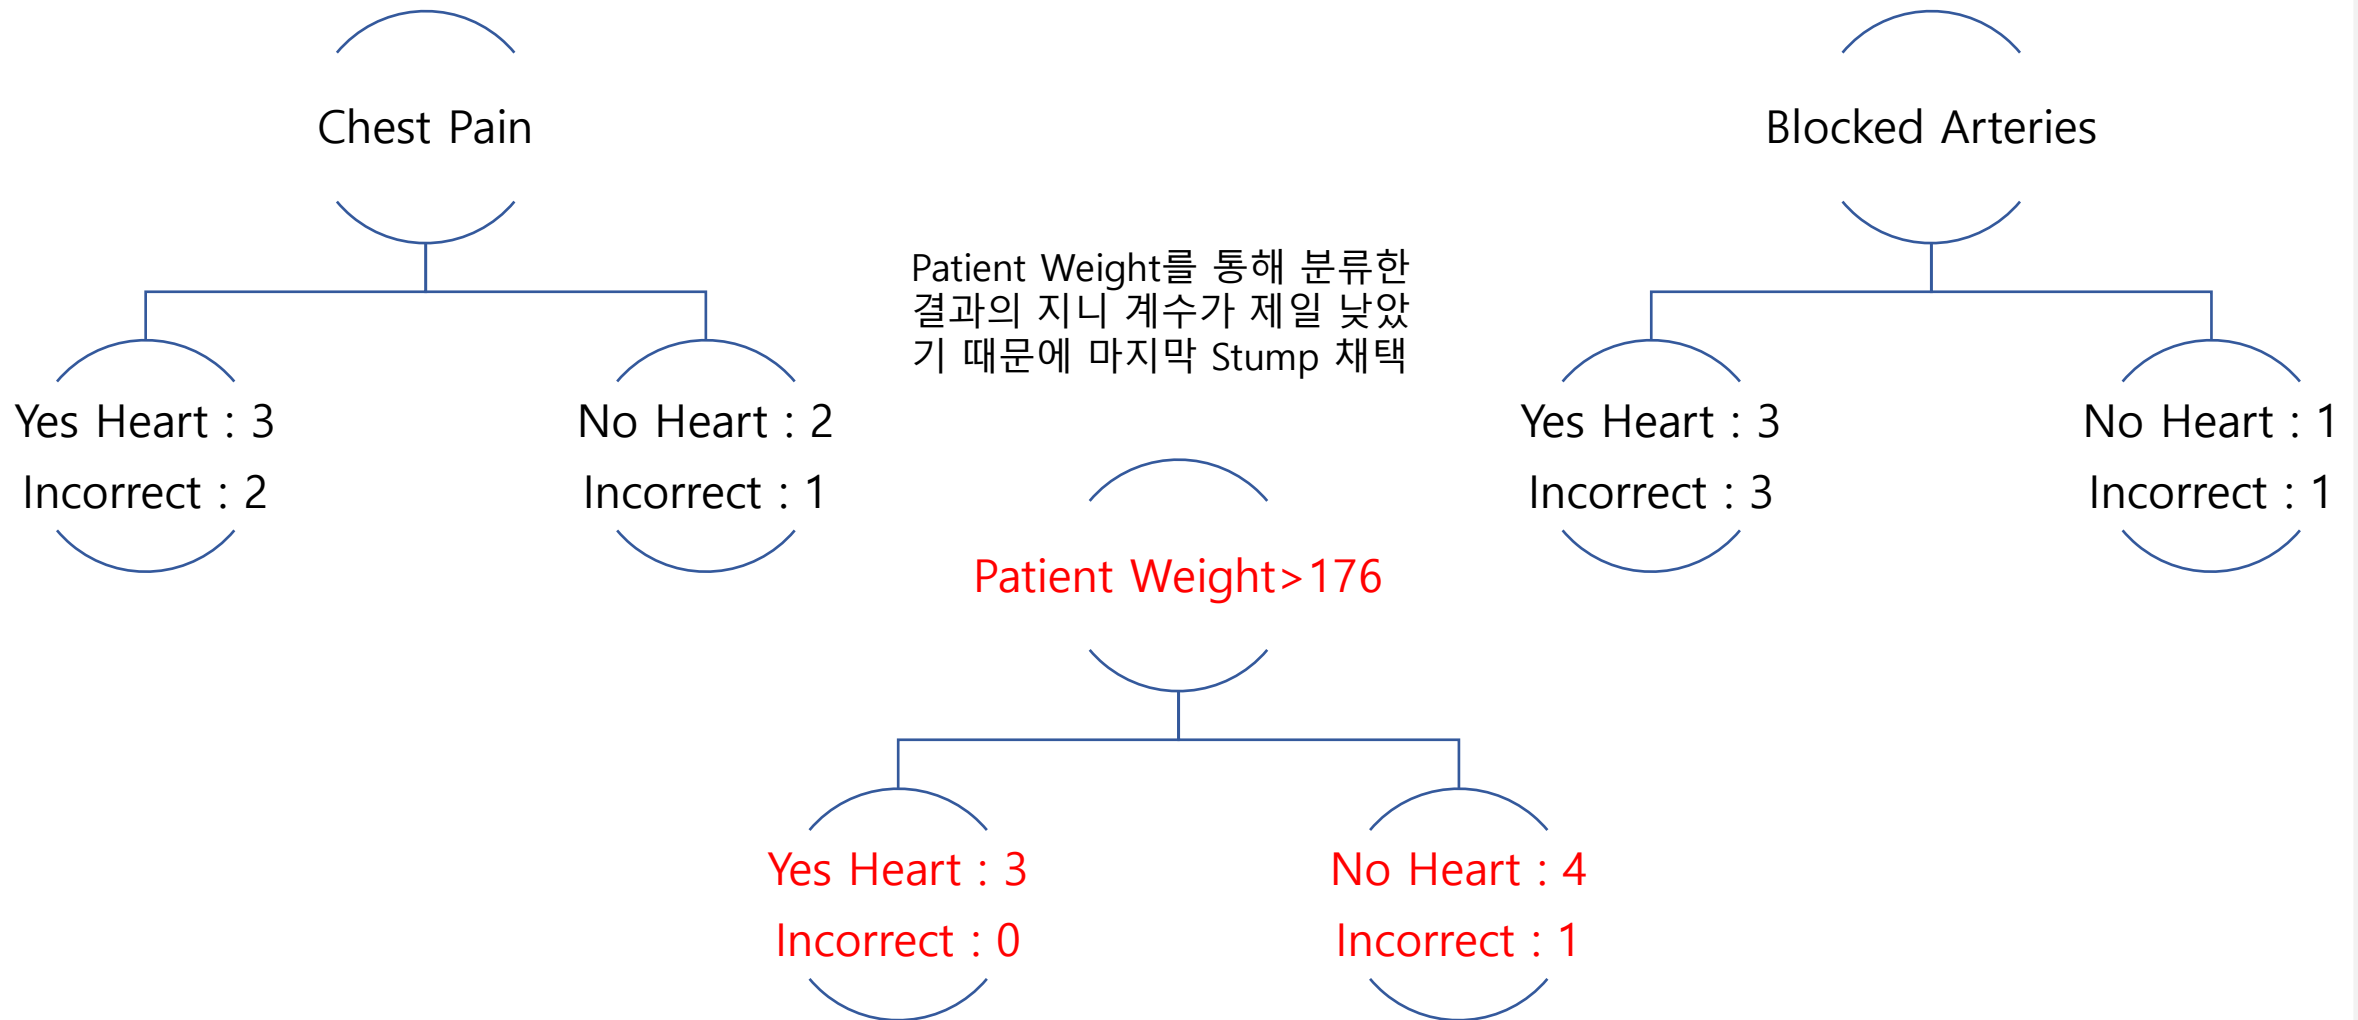 Chest Pain
Yes Heart : 3
Incorrect : 2
No Heart : 2
Incorrect : 1
Patient Weight를 통해 분류한
결과의 지니 계수가 제일 낮았
기 때문에 마지막 Stump 채택
Patient Weight>176
Yes Heart : 3
Incorrect : 0
No Heart : 4
Incorrect : 1
Blocked Arteries
Yes Heart : 3
Incorrect : 3
No Heart : 1
Incorrect : 1